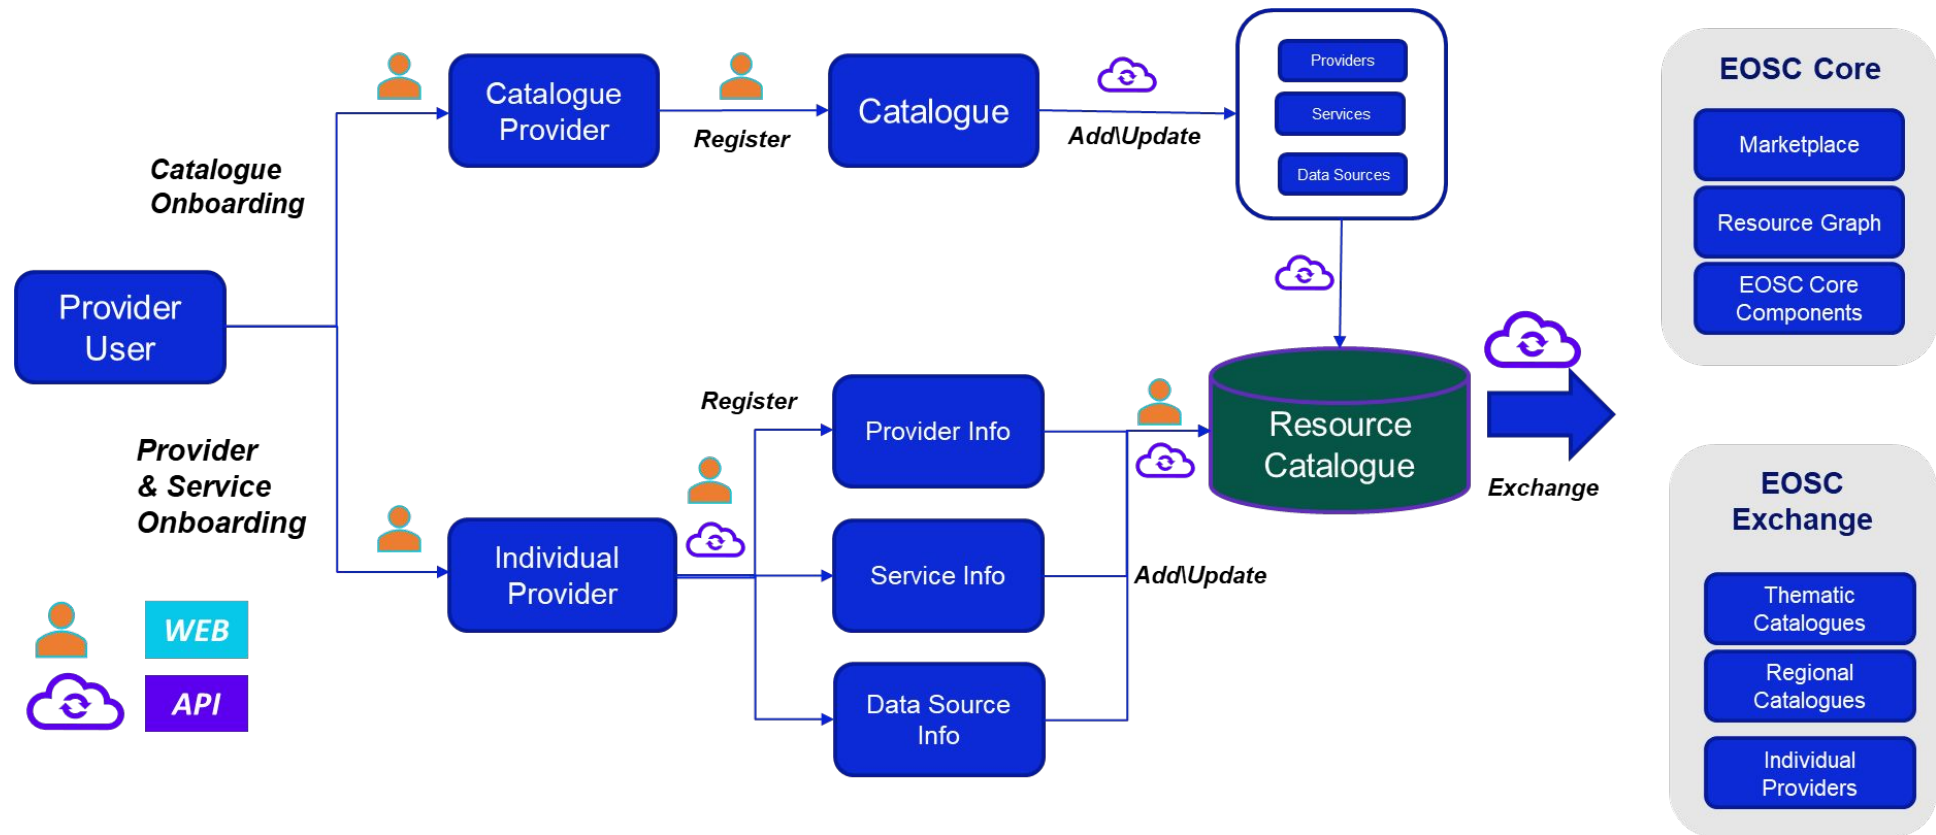 Catalogue
Provider
Register
Catalogue
Add\Update
Providers
Services
Data Sources
EOSC Core
Marketplace
Resource Graph
EOSC Core
Components
Catalogue
Onboarding
Provider
User
Provider
& Service
Onboarding
Register
Provider Info
Resource
Catalogue
Exchange
Individual
Provider
Service Info
Add\Update
Data Source
Info
EOSC
Exchange
Thematic
Catalogues
Regional
Catalogues
Individual
Providers
WEB
API